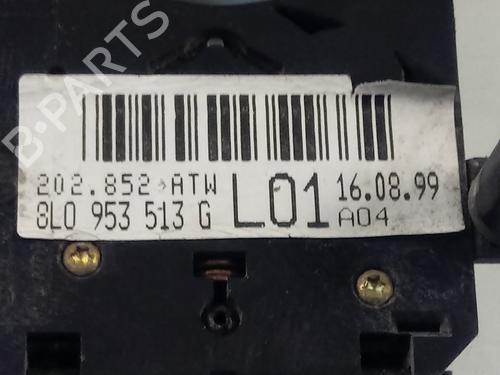 B-PARTS
202.852 ATW
8L0 953 513 G
L01
16.08.99
A04